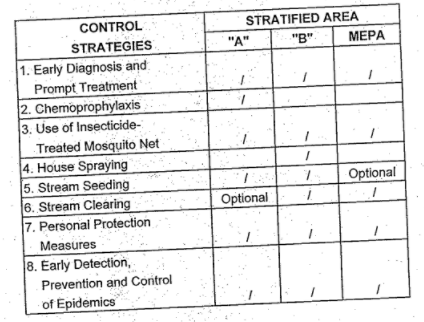 CONTROL STRATEGIES STRATIFIED AREA
"A" "B" MEPA
1. Early Diagnosis and
Prompt Treatment / / /
2. Chemoprophylaxis /
3. Use of Insecticide-
Treated Mosquito Net / / /
4. House Spraying /
5. Stream Seeding / / Optional
6. Stream Clearing Optional / /
7. Personal Protection
Measures / / /
8. Early Detection,
Prevention and Control
of Epidemics / / /